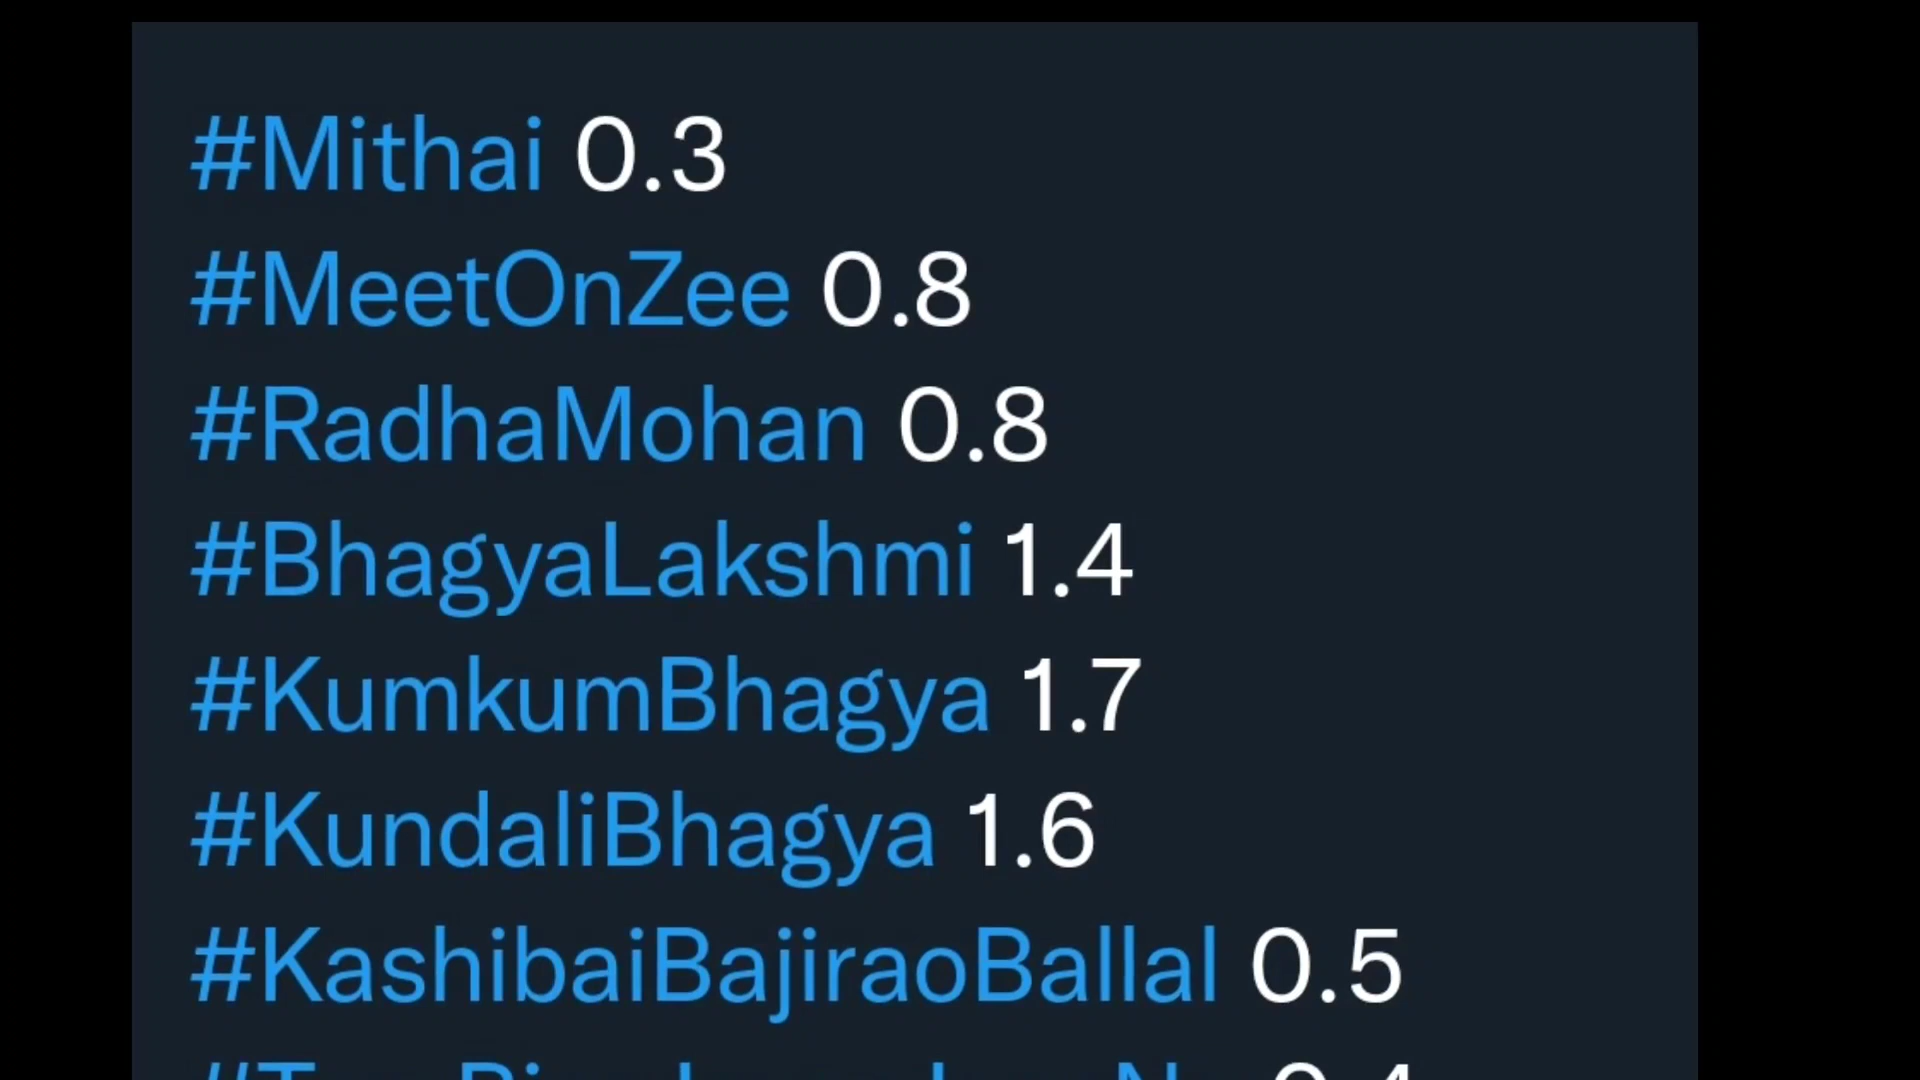 #Mithai 0.3
#MeetOnZee 0.8
#RadhaMohan 0.8
#BhagyaLakshmi 1.4
#KumkumBhagya 1.7
#KundaliBhagya 1.6
#KashibaiBajiraoBallal 0.5